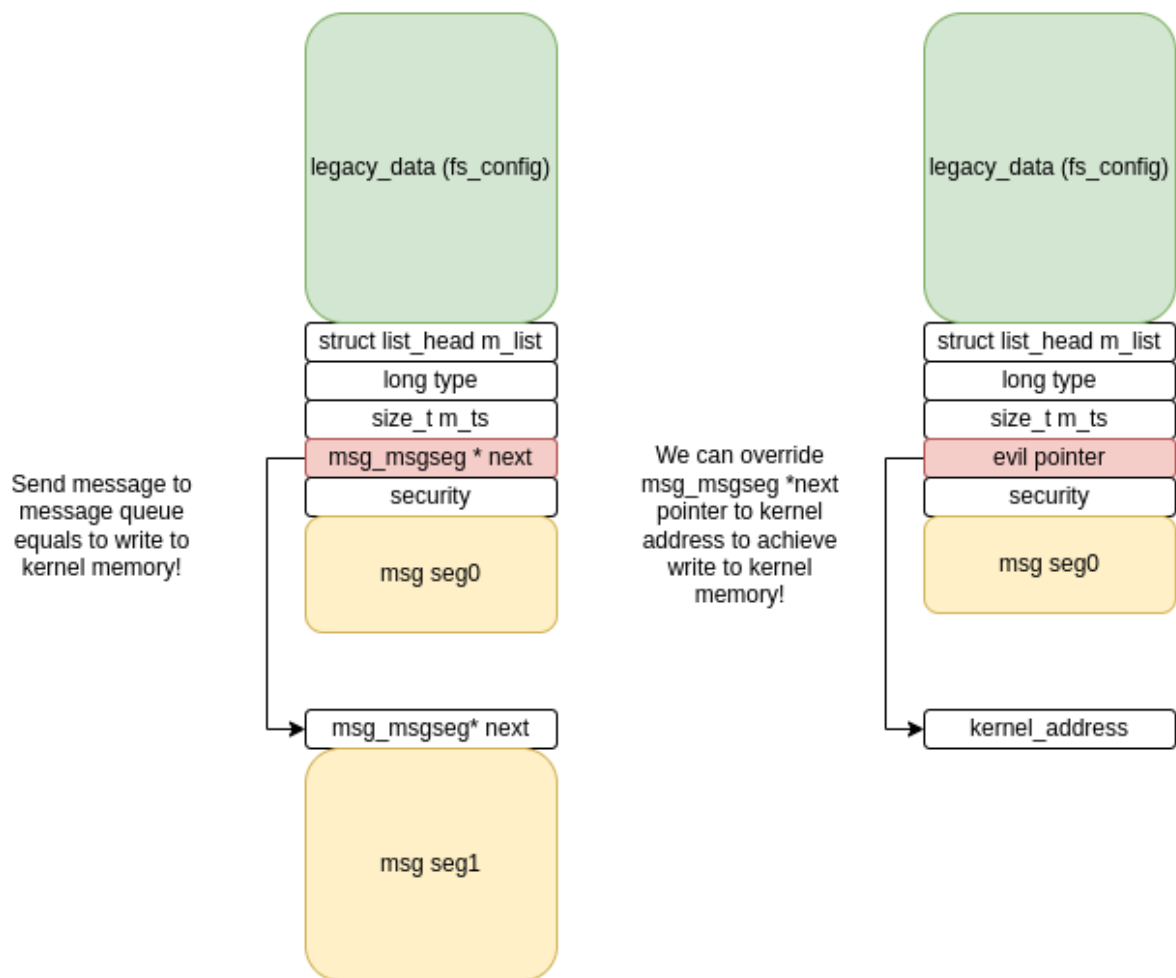 legacy_data (fs_config)
struct list_head m_list
long type
size_t m_ts
msg_msgseg * next
security
msg seg0
msg_msgseg* next
msg seg1
Send message to
message queue
equals to write to
kernel memory!
legacy_data (fs_config)
struct list_head m_list
long type
size_t m_ts
evil pointer
security
msg seg0
kernel_address
We can override
msg_msgseg *next
pointer to kernel
address to achieve
write to kernel
memory!